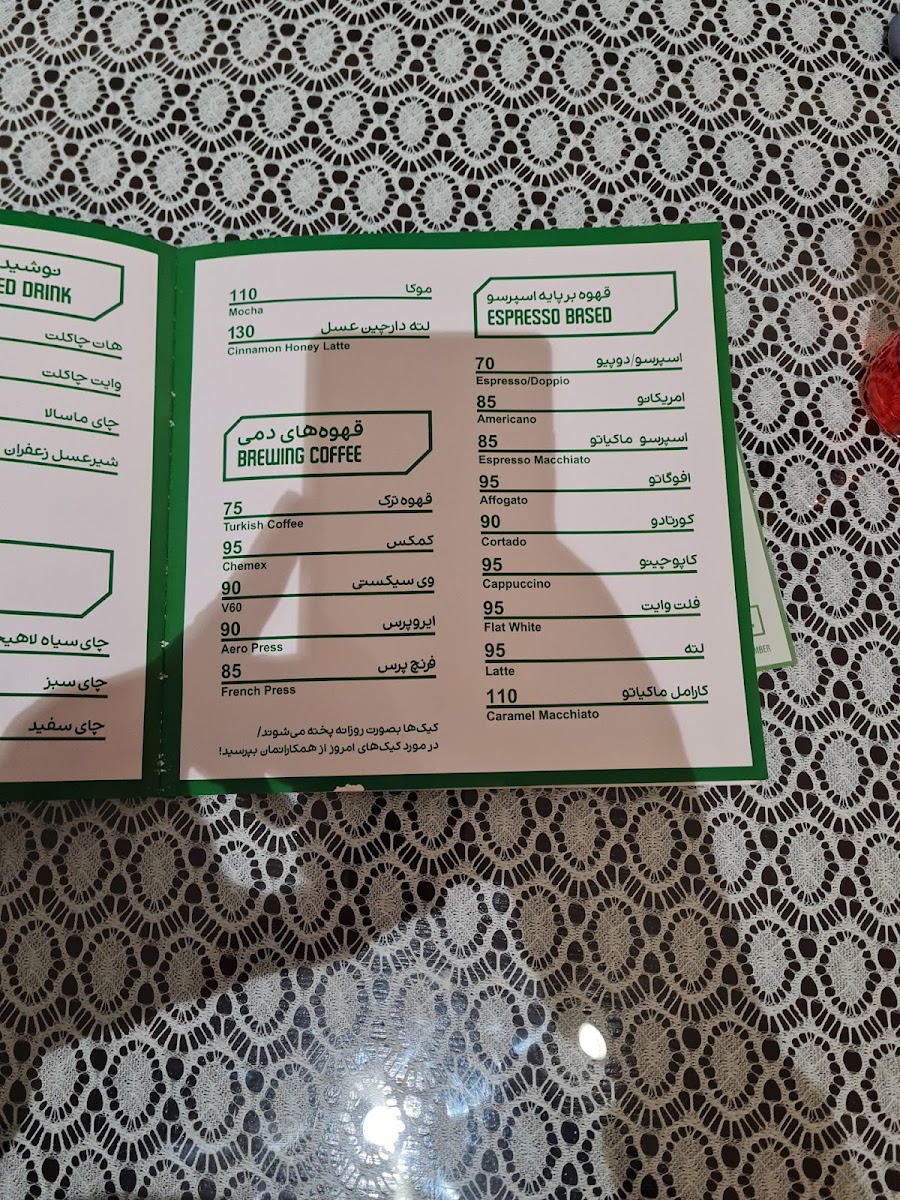 قهوه بر پایه اسپرسو
ESPRESSO BASED
70 اسپرسو/دوپیو
Espresso/Doppio
85 امریکانو
Americano
85 اسپرسو ماکیاتو
Espresso Macchiato
95 افوگاتو
Affogato
90 کورتادو
Cortado
95 کاپوچینو
Cappuccino
95 فلت وایت
Flat White
95 لته
Latte
110 کارامل ماکیاتو
Caramel Macchiato
110 موکا
Mocha
130 لته دارچین عسل
Cinnamon Honey Latte
قهوه‌های دمی
BREWING COFFEE
75 قهوه ترک
Turkish Coffee
95 کمکس
Chemex
90 وی سیکستی
V60
90 ایروپرس
Aero Press
85 فرنچ پرس
French Press
کیک‌ها بصورت روزانه پخته می‌شوند/
در مورد کیک‌های امروز از همکارانمان بپرسید!
نوشید
ED DRINK
هات چاکلت
وایت چاکلت
چای ماسالا
شیر عسل زعفران
چای سیاه لاهیج
چای سبز
چای سفید
MBER